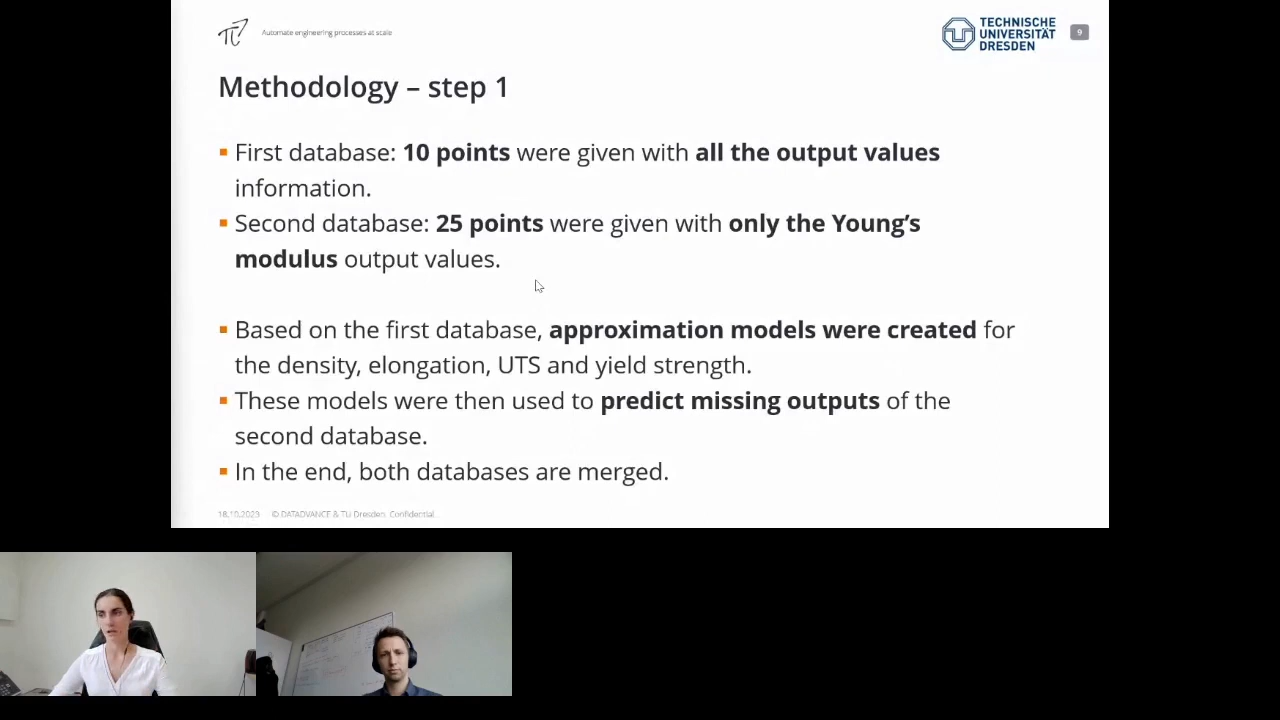 Automate engineering processes at scale
TECHNISCHE
UNIVERSITÄT
DRESDEN
9
Methodology – step 1
First database: 10 points were given with all the output values
information.
Second database: 25 points were given with only the Young’s
modulus output values.
Based on the first database, approximation models were created for
the density, elongation, UTS and yield strength.
These models were then used to predict missing outputs of the
second database.
In the end, both databases are merged.
18.10.2023 © DATADVANCE & TU Dresden. Confidential.